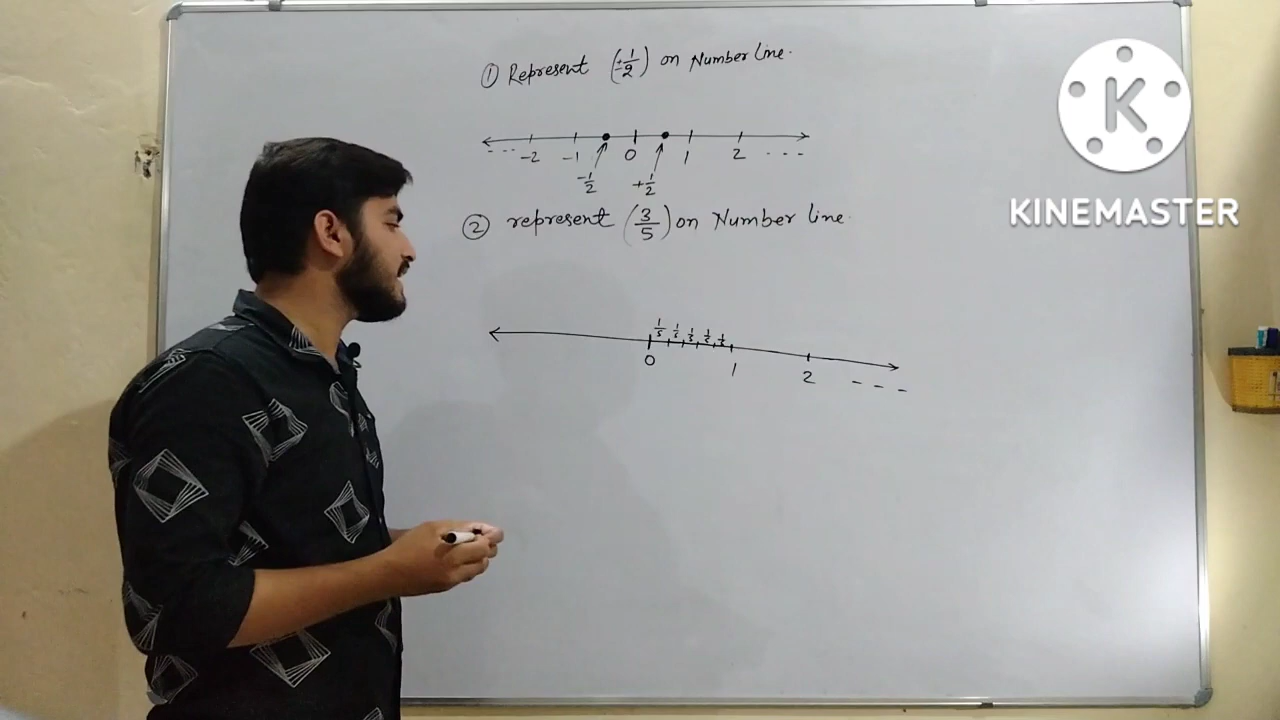 ① Represent (±1/2) on Number line.
-2 -1 0 1 2
-1/2 +1/2
② represent (3/5) on Number line.
1/5 1/5 1/5 1/5 1/5
0 1 2
K
KINEMASTER